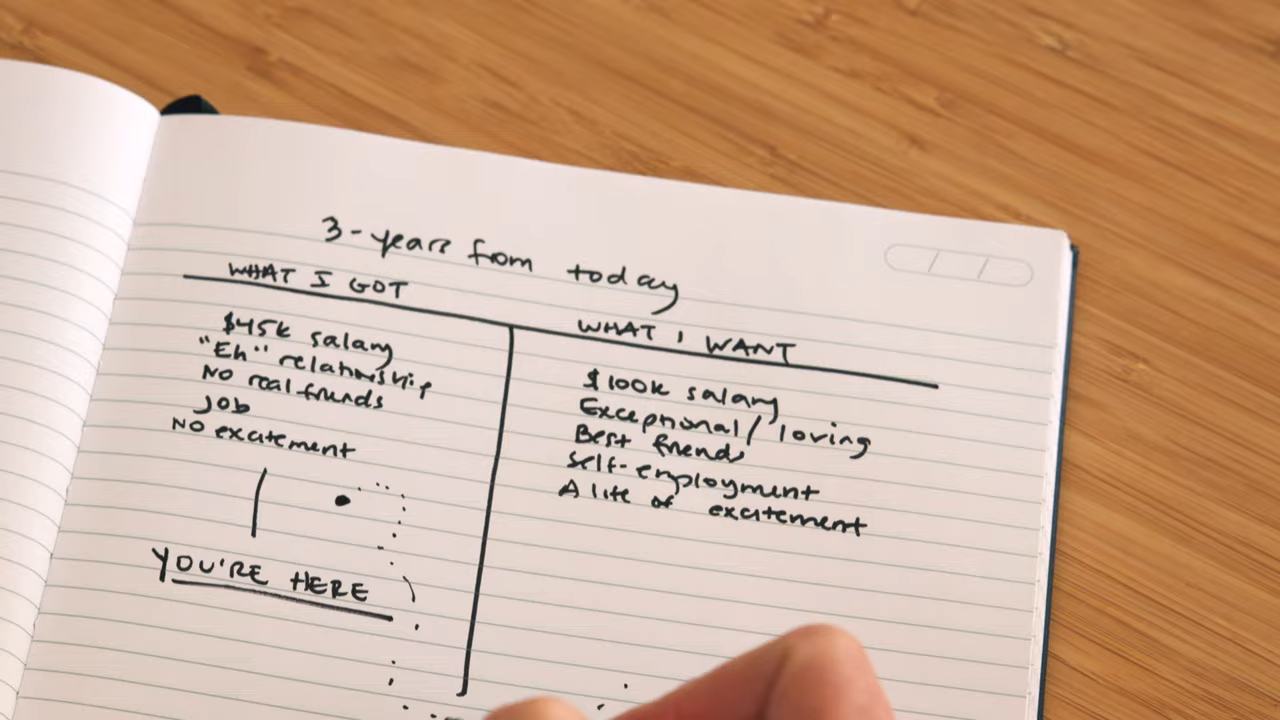 3-years from today
WHAT I GOT
$45k salary
"Eh" relationship
No real friends
Job
No excitement
YOU'RE HERE
WHAT I WANT
$100k salary
Exceptional/loving
Best friends
Self-employment
A life of excitement